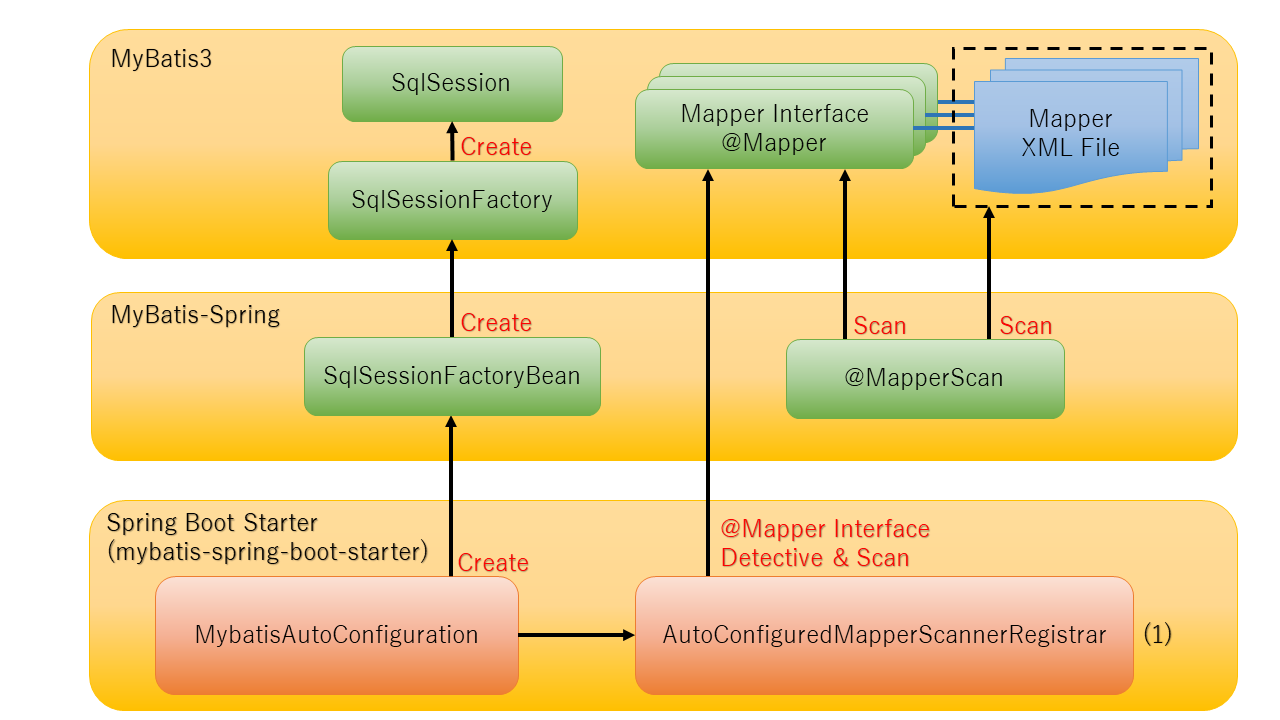 MyBatis3
SqlSession
Create
SqlSessionFactory
Mapper Interface
@Mapper
Mapper
XML File
MyBatis-Spring
Create
SqlSessionFactoryBean
Scan
Scan
@MapperScan
Spring Boot Starter
(mybatis-spring-boot-starter)
Create
@Mapper Interface
Detective & Scan
MybatisAutoConfiguration
AutoConfiguredMapperScannerRegistrar
(1)